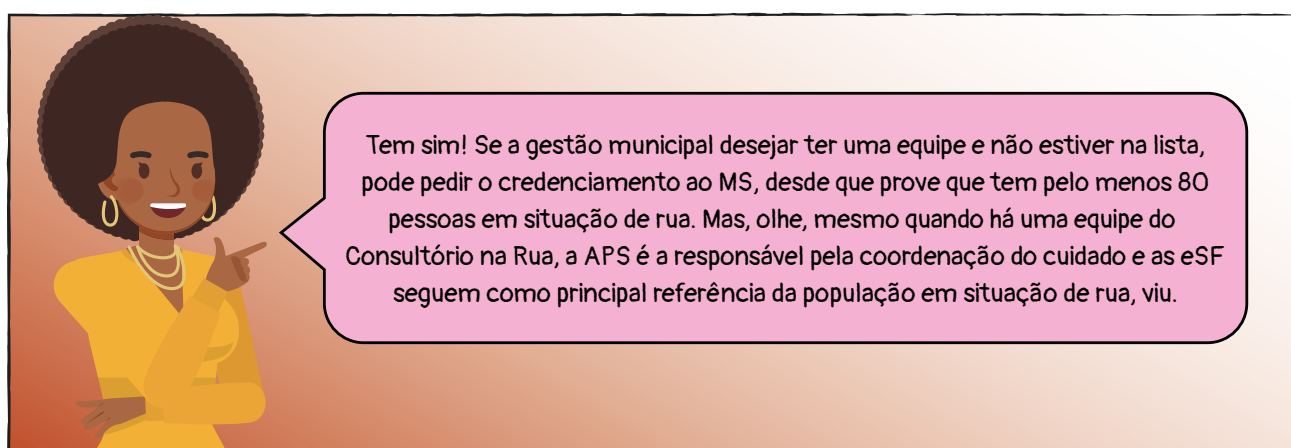 Tem sim! Se a gestão municipal desejar ter uma equipe e não estiver na lista,
pode pedir o credenciamento ao MS, desde que prove que tem pelo menos 80
pessoas em situação de rua. Mas, olhe, mesmo quando há uma equipe do
Consultório na Rua, a APS é a responsável pela coordenação do cuidado e as eSF
seguem como principal referência da população em situação de rua, viu.